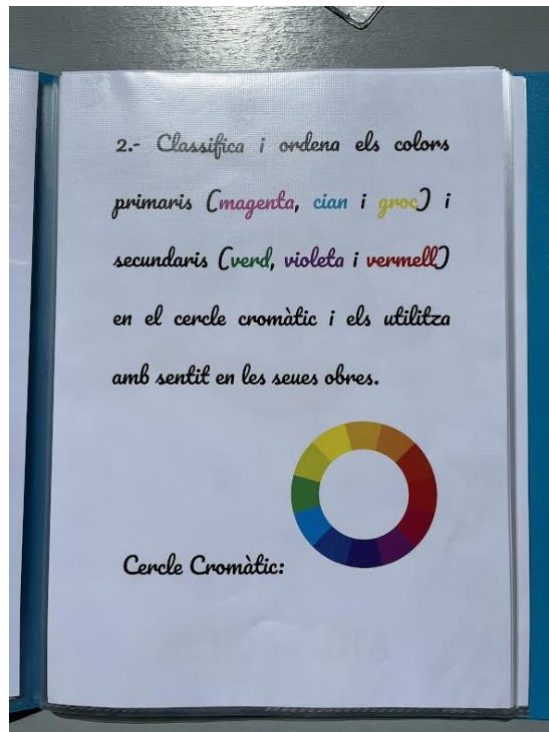 2.- Classifica i ordena els colors
primaris (magenta, cian i groc) i
secundaris (verd, violeta i vermell)
en el cercle cromàtic i els utilitza
amb sentit en les seues obres.
Cercle Cromàtic: